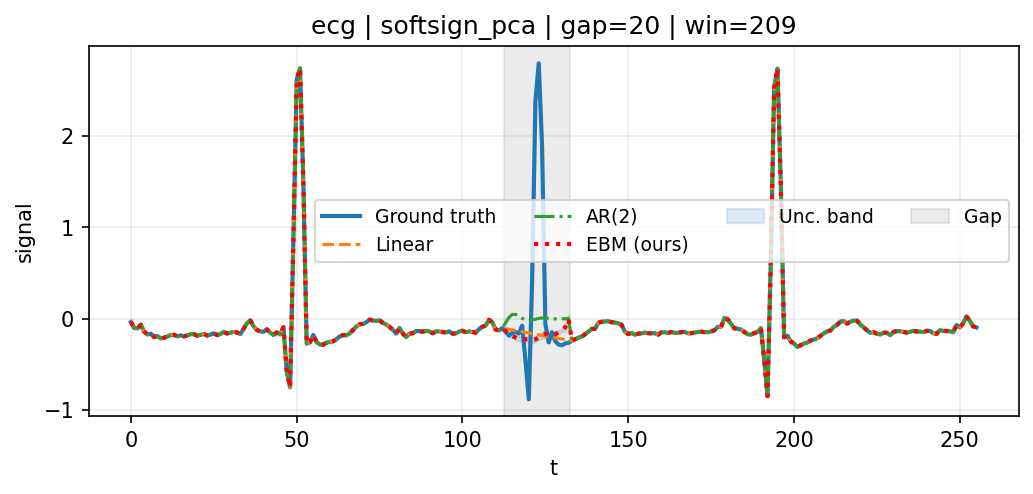 ecg | softsign_pca | gap=20 | win=209
signal
2
1
0
−1
Ground truth
Linear
AR(2)
EBM (ours)
Unc. band
Gap
0
50
100
150
200
250
t